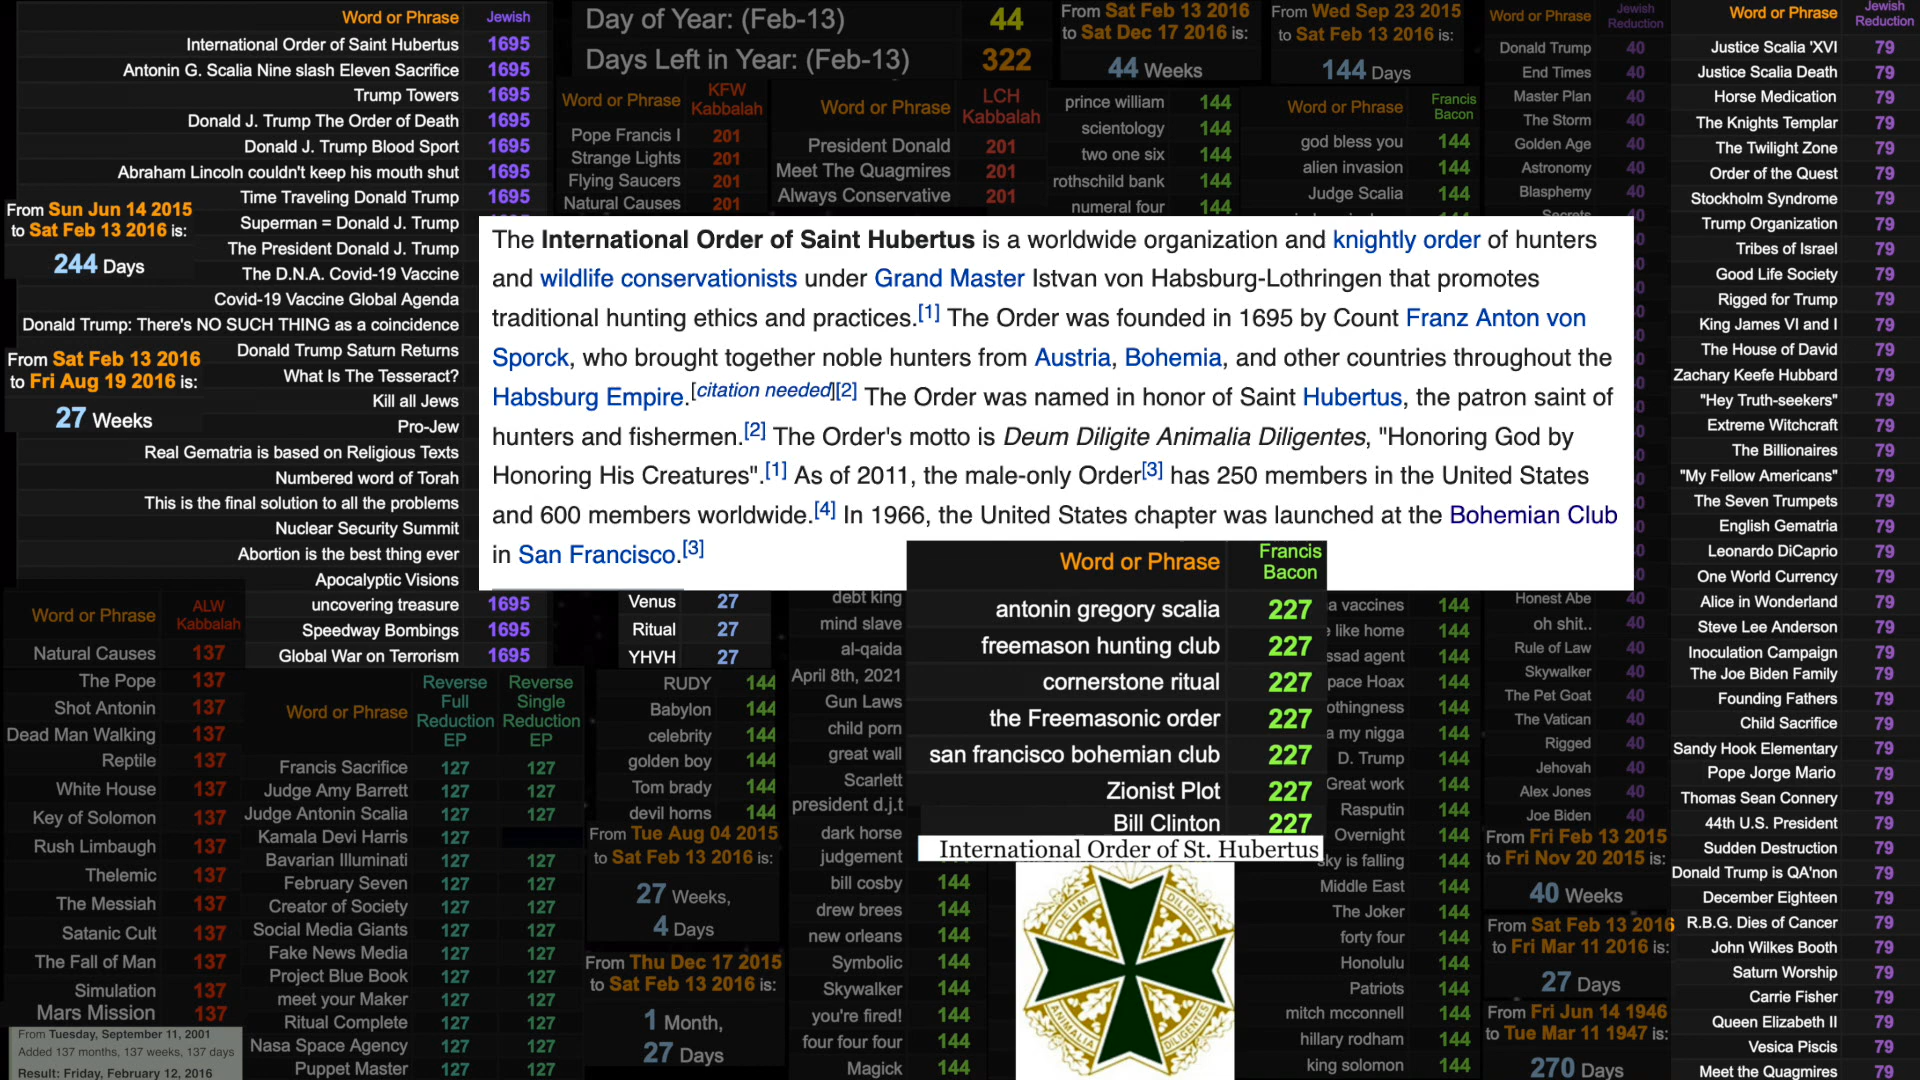 Word or Phrase Jewish
International Order of Saint Hubertus 1695
Antonin G. Scalia Nine slash Eleven Sacrifice 1695
Trump Towers 1695
Donald J. Trump The Order of Death 1695
Donald J. Trump Blood Sport 1695
Abraham Lincoln couldn't keep his mouth shut 1695
Time Traveling Donald Trump 1695
Superman = Donald J. Trump
The President Donald J. Trump
The D.N.A. Covid-19 Vaccine
Covid-19 Vaccine Global Agenda
Donald Trump: There's NO SUCH THING as a coincidence
Donald Trump Saturn Returns
What Is The Tesseract?
Kill all Jews
Pro-Jew
Real Gematria is based on Religious Texts
Numbered word of Torah
This is the final solution to all the problems
Nuclear Security Summit
Abortion is the best thing ever
Apocalyptic Visions
uncovering treasure 1695
Speedway Bombings 1695
Global War on Terrorism 1695
From Sun Jun 14 2015
to Sat Feb 13 2016 is:
244 Days
From Sat Feb 13 2016
to Fri Aug 19 2016 is:
27 Weeks
Day of Year: (Feb-13) 44
Days Left in Year: (Feb-13) 322
From Sat Feb 13 2016
to Sat Dec 17 2016 is:
44 Weeks
From Wed Sep 23 2015
to Sat Feb 13 2016 is:
144 Days
Word or Phrase KFW Kabbalah
Pope Francis I 201
Strange Lights 201
Flying Saucers 201
Natural Causes 201
Word or Phrase LCH Kabbalah
President Donald 201
Meet The Quagmires 201
Always Conservative 201
prince william 144
scientology 144
two one six 144
rothschild bank 144
numeral four 144
Word or Phrase Francis Bacon
god bless you 144
alien invasion 144
Judge Scalia 144
Word or Phrase Jewish Reduction
Donald Trump 40
End Times 40
Master Plan 40
The Storm 40
Golden Age 40
Astronomy 40
Blasphemy 40
Secrets
Word or Phrase Jewish Reduction
Justice Scalia 'XVI 79
Justice Scalia Death 79
Horse Medication 79
The Knights Templar 79
The Twilight Zone 79
Order of the Quest 79
Stockholm Syndrome 79
Trump Organization 79
Tribes of Israel 79
Good Life Society 79
Rigged for Trump 79
King James VI and I 79
The House of David 79
Zachary Keefe Hubbard 79
"Hey Truth-seekers" 79
Extreme Witchcraft 79
The Billionaires 79
"My Fellow Americans" 79
The Seven Trumpets 79
English Gematria 79
Leonardo DiCaprio 79
One World Currency 79
Alice in Wonderland 79
Steve Lee Anderson 79
Inoculation Campaign 79
The Joe Biden Family 79
Founding Fathers 79
Child Sacrifice 79
Sandy Hook Elementary 79
Pope Jorge Mario 79
Thomas Sean Connery 79
44th U.S. President 79
Sudden Destruction 79
Donald Trump is QA'non 79
December Eighteen 79
R.B.G. Dies of Cancer 79
John Wilkes Booth 79
Saturn Worship 79
Carrie Fisher 79
Queen Elizabeth II 79
Vesica Piscis 79
Meet the Quagmires 79
The International Order of Saint Hubertus is a worldwide organization and knightly order of hunters
and wildlife conservationists under Grand Master Istvan von Habsburg-Lothringen that promotes
traditional hunting ethics and practices.[1] The Order was founded in 1695 by Count Franz Anton von
Sporck, who brought together noble hunters from Austria, Bohemia, and other countries throughout the
Habsburg Empire.[citation needed][2] The Order was named in honor of Saint Hubertus, the patron saint of
hunters and fishermen.[2] The Order's motto is Deum Diligite Animalia Diligentes, "Honoring God by
Honoring His Creatures".[1] As of 2011, the male-only Order[3] has 250 members in the United States
and 600 members worldwide.[4] In 1966, the United States chapter was launched at the Bohemian Club
in San Francisco.[3]
Word or Phrase Francis Bacon
antonin gregory scalia 227
freemason hunting club 227
cornerstone ritual 227
the Freemasonic order 227
san francisco bohemian club 227
Zionist Plot 227
Bill Clinton 227
International Order of St. Hubertus
DEUM DILIGITE
ANIMALIA DILIGENTES
Word or Phrase ALW Kabbalah
Natural Causes 137
The Pope 137
Shot Antonin 137
Dead Man Walking 137
Reptile 137
White House 137
Key of Solomon 137
Rush Limbaugh 137
Thelemic 137
The Messiah 137
Satanic Cult 137
The Fall of Man 137
Simulation 137
Mars Mission 137
From Tuesday, September 11, 2001
Added 137 months, 137 weeks, 137 days
Result: Friday, February 12, 2016
Word or Phrase Reverse Full Reduction EP Reverse Single Reduction EP
Francis Sacrifice 127 127
Judge Amy Barrett 127 127
Judge Antonin Scalia 127 127
Kamala Devi Harris 127
Bavarian Illuminati 127 127
February Seven 127 127
Creator of Society 127 127
Social Media Giants 127 127
Fake News Media 127 127
Project Blue Book 127 127
meet your Maker 127 127
Ritual Complete 127 127
Nasa Space Agency 127 127
Puppet Master 127 127
Venus 27
Ritual 27
YHVH 27
RUDY 144
Babylon 144
celebrity 144
golden boy 144
Tom brady 144
devil horns 144
From Tue Aug 04 2015
to Sat Feb 13 2016 is:
27 Weeks,
4 Days
From Thu Dec 17 2015
to Sat Feb 13 2016 is:
1 Month,
27 Days
debt king
mind slave
al-qaida
April 8th, 2021
Gun Laws
child porn
great wall
Scarlett
president d.j.t
dark horse
judgement
bill cosby 144
drew brees 144
new orleans 144
Symbolic 144
Skywalker 144
you're fired! 144
four four four 144
Magick 144
a vaccines 144
like home 144
ssad agent 144
pace Hoax 144
othingness 144
a my nigga 144
D. Trump 144
Great work 144
Rasputin 144
Overnight 144
sky is falling 144
Middle East 144
The Joker 144
forty four 144
Honolulu 144
Patriots 144
mitch mcconnell 144
hillary rodham 144
king solomon 144
Honest Abe 40
oh shit.. 40
Rule of Law 40
Skywalker 40
The Pet Goat 40
The Vatican 40
Rigged 40
Jehovah 40
Alex Jones 40
Joe Biden 40
From Fri Feb 13 2015
to Fri Nov 20 2015 is:
40 Weeks
From Sat Feb 13 2016
to Fri Mar 11 2016 is:
27 Days
From Fri Jun 14 1946
to Tue Mar 11 1947 is:
270 Days